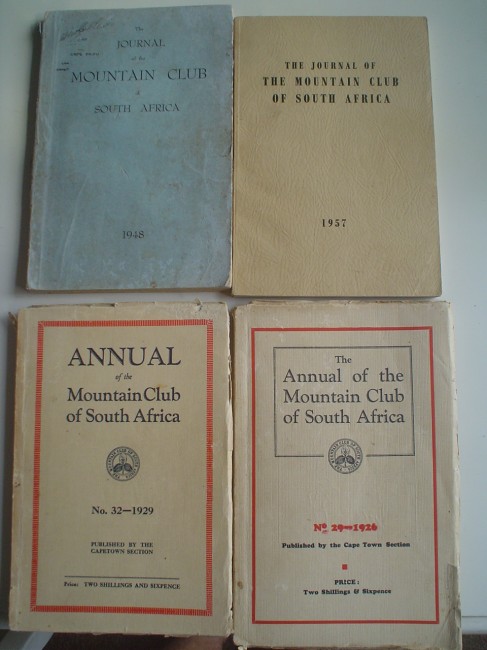 The
JOURNAL
of the
MOUNTAIN CLUB
SOUTH AFRICA
1948
THE JOURNAL OF
THE MOUNTAIN CLUB
OF SOUTH AFRICA
1957
ANNUAL
of the
Mountain Club
of South Africa
No. 32—1929
PUBLISHED BY THE
CAPETOWN SECTION
Price: TWO SHILLINGS AND SIXPENCE
The
Annual of the
Mountain Club
of South Africa
No 29—1926
Published by the Cape Town Section
PRICE:
Two Shillings & Sixpence